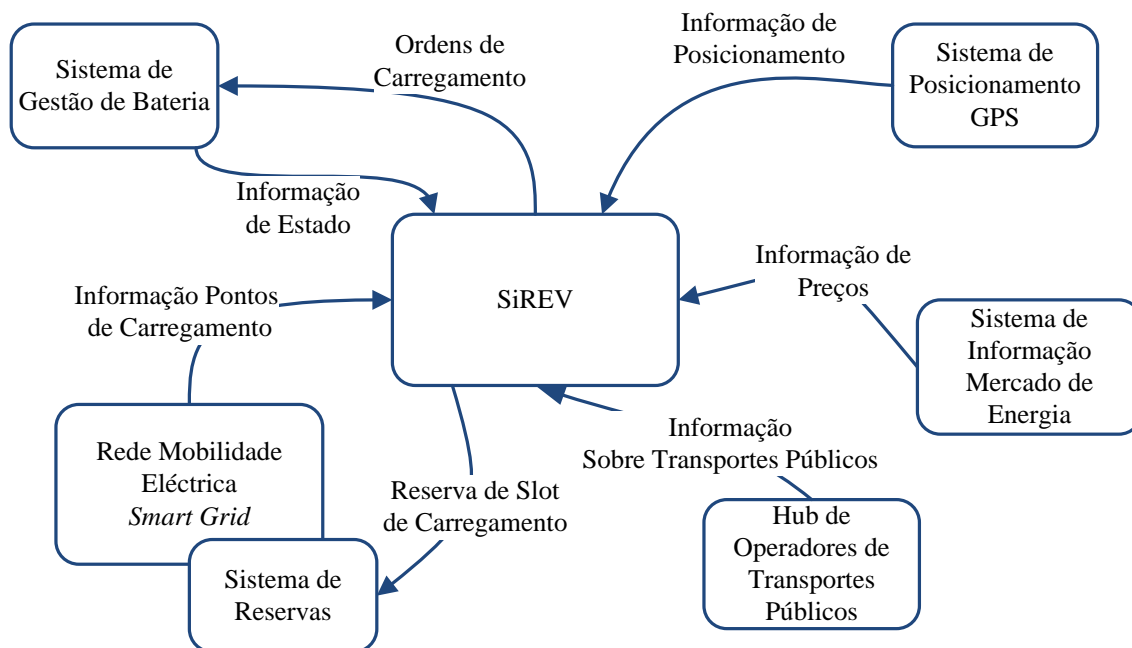 Ordens de
Carregamento
Informação de
Posicionamento
Sistema de
Gestão de Bateria
Sistema de
Posicionamento
GPS
Informação
de Estado
SiREV
Informação de
Preços
Informação Pontos
de Carregamento
Sistema de
Informação
Mercado de
Energia
Informação
Sobre Transportes Públicos
Rede Mobilidade
Eléctrica
Smart Grid
Reserva de Slot
de Carregamento
Hub de
Operadores de
Transportes
Públicos
Sistema de
Reservas